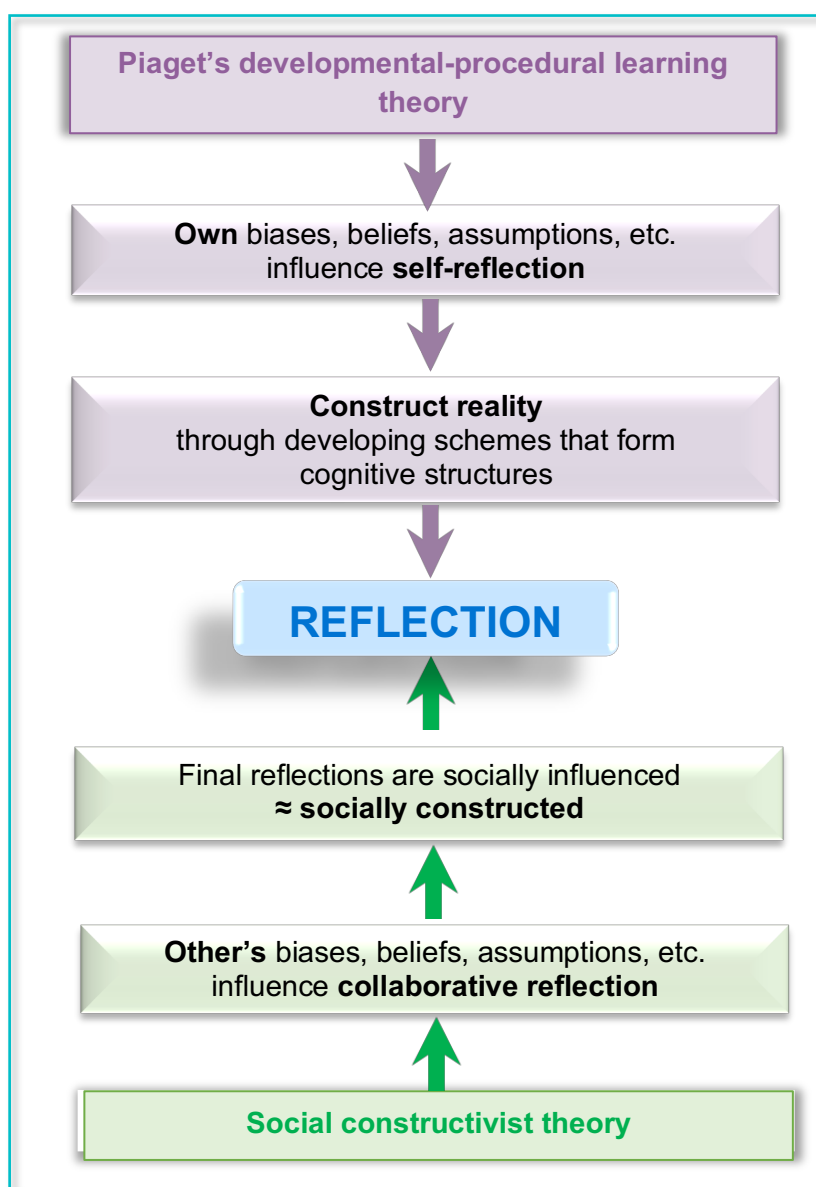 Piaget’s developmental-procedural learning
theory
Own biases, beliefs, assumptions, etc.
influence self-reflection
Construct reality
through developing schemes that form
cognitive structures
REFLECTION
Final reflections are socially influenced
≈ socially constructed
Other’s biases, beliefs, assumptions, etc.
influence collaborative reflection
Social constructivist theory